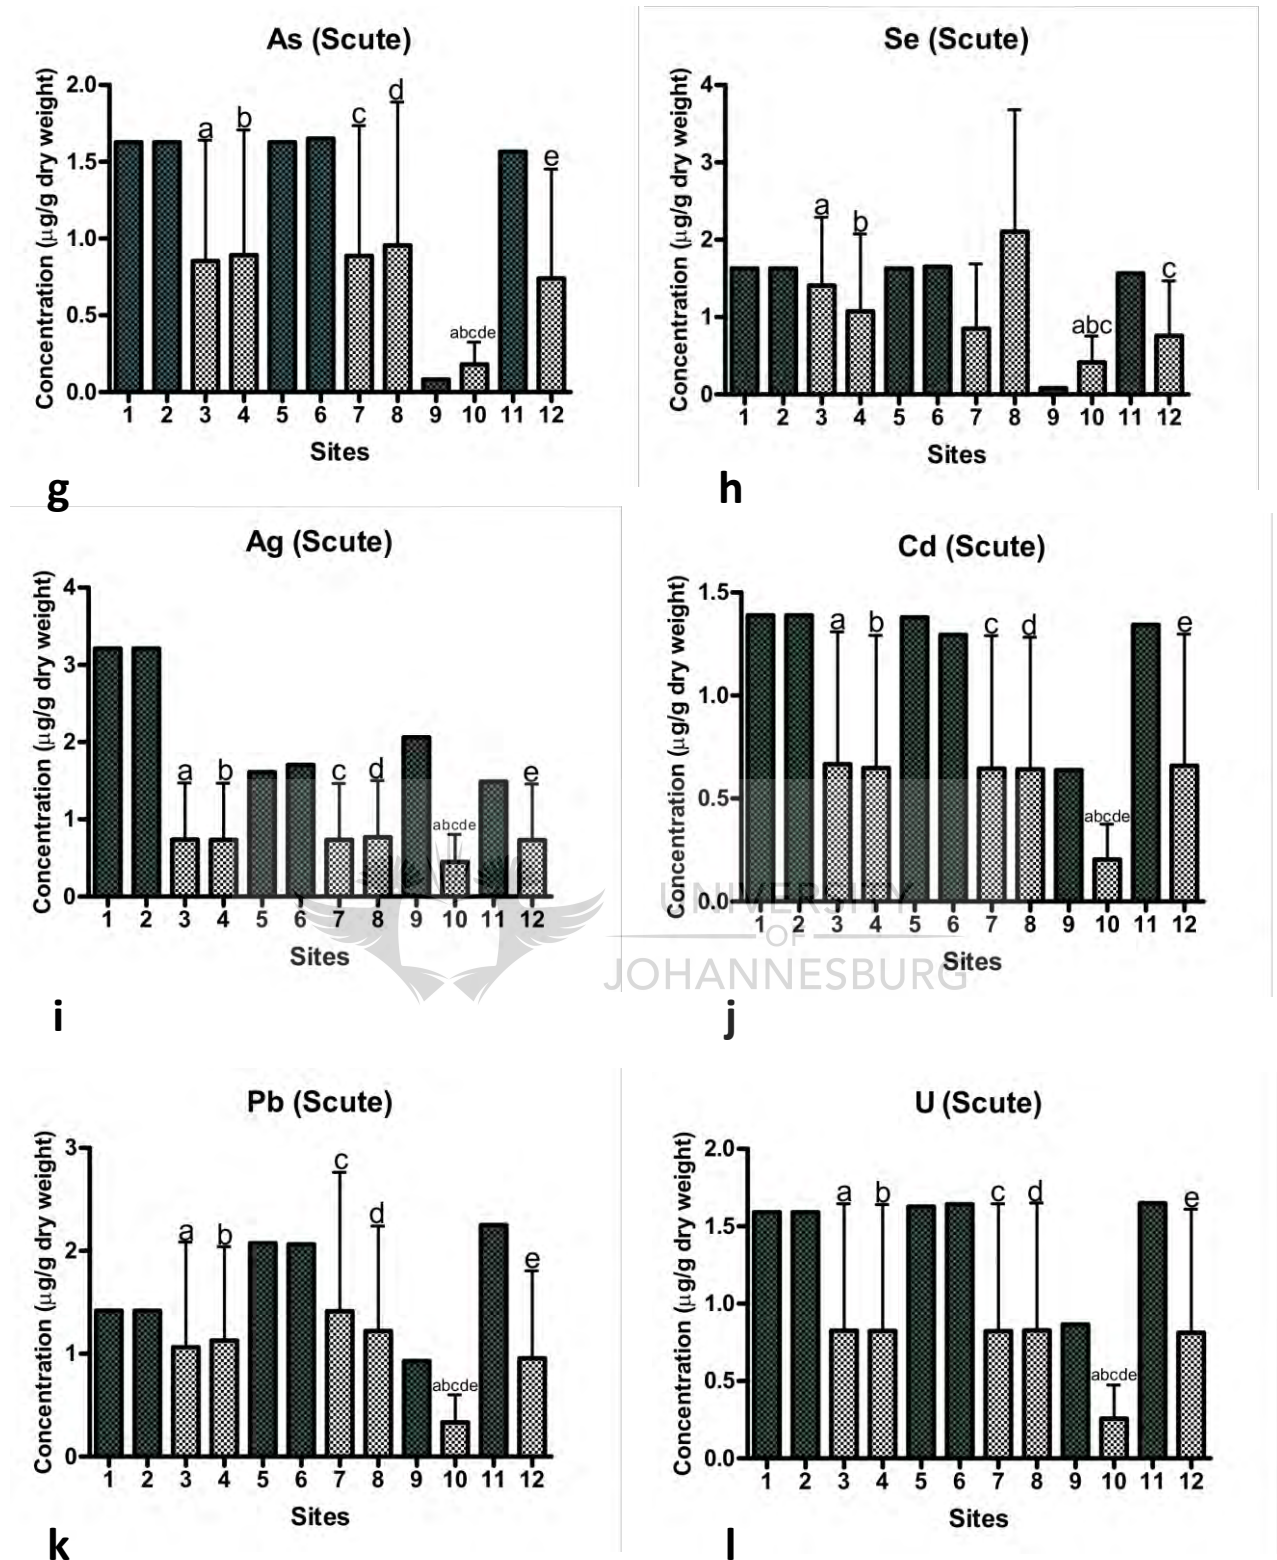 As (Scute)
Concentration (µg/g dry weight)
2.0
1.5
1.0
0.5
0.0
a
b
c
d
abcde
e
1 2 3 4 5 6 7 8 9 10 11 12
Sites
g
Se (Scute)
Concentration (µg/g dry weight)
4
3
2
1
0
a
b
abc
c
1 2 3 4 5 6 7 8 9 10 11 12
Sites
h
Ag (Scute)
Concentration (µg/g dry weight)
4
3
2
1
0
a
b
c
d
abcde
e
1 2 3 4 5 6 7 8 9 10 11 12
Sites
i
Cd (Scute)
Concentration (µg/g dry weight)
1.5
1.0
0.5
0.0
a
b
c
d
abcde
e
1 2 3 4 5 6 7 8 9 10 11 12
Sites
j
UNIVERSITY
OF
JOHANNESBURG
Pb (Scute)
Concentration (µg/g dry weight)
3
2
1
0
a
b
c
d
abcde
e
1 2 3 4 5 6 7 8 9 10 11 12
Sites
k
U (Scute)
Concentration (µg/g dry weight)
2.0
1.5
1.0
0.5
0.0
a
b
c
d
abcde
e
1 2 3 4 5 6 7 8 9 10 11 12
Sites
l